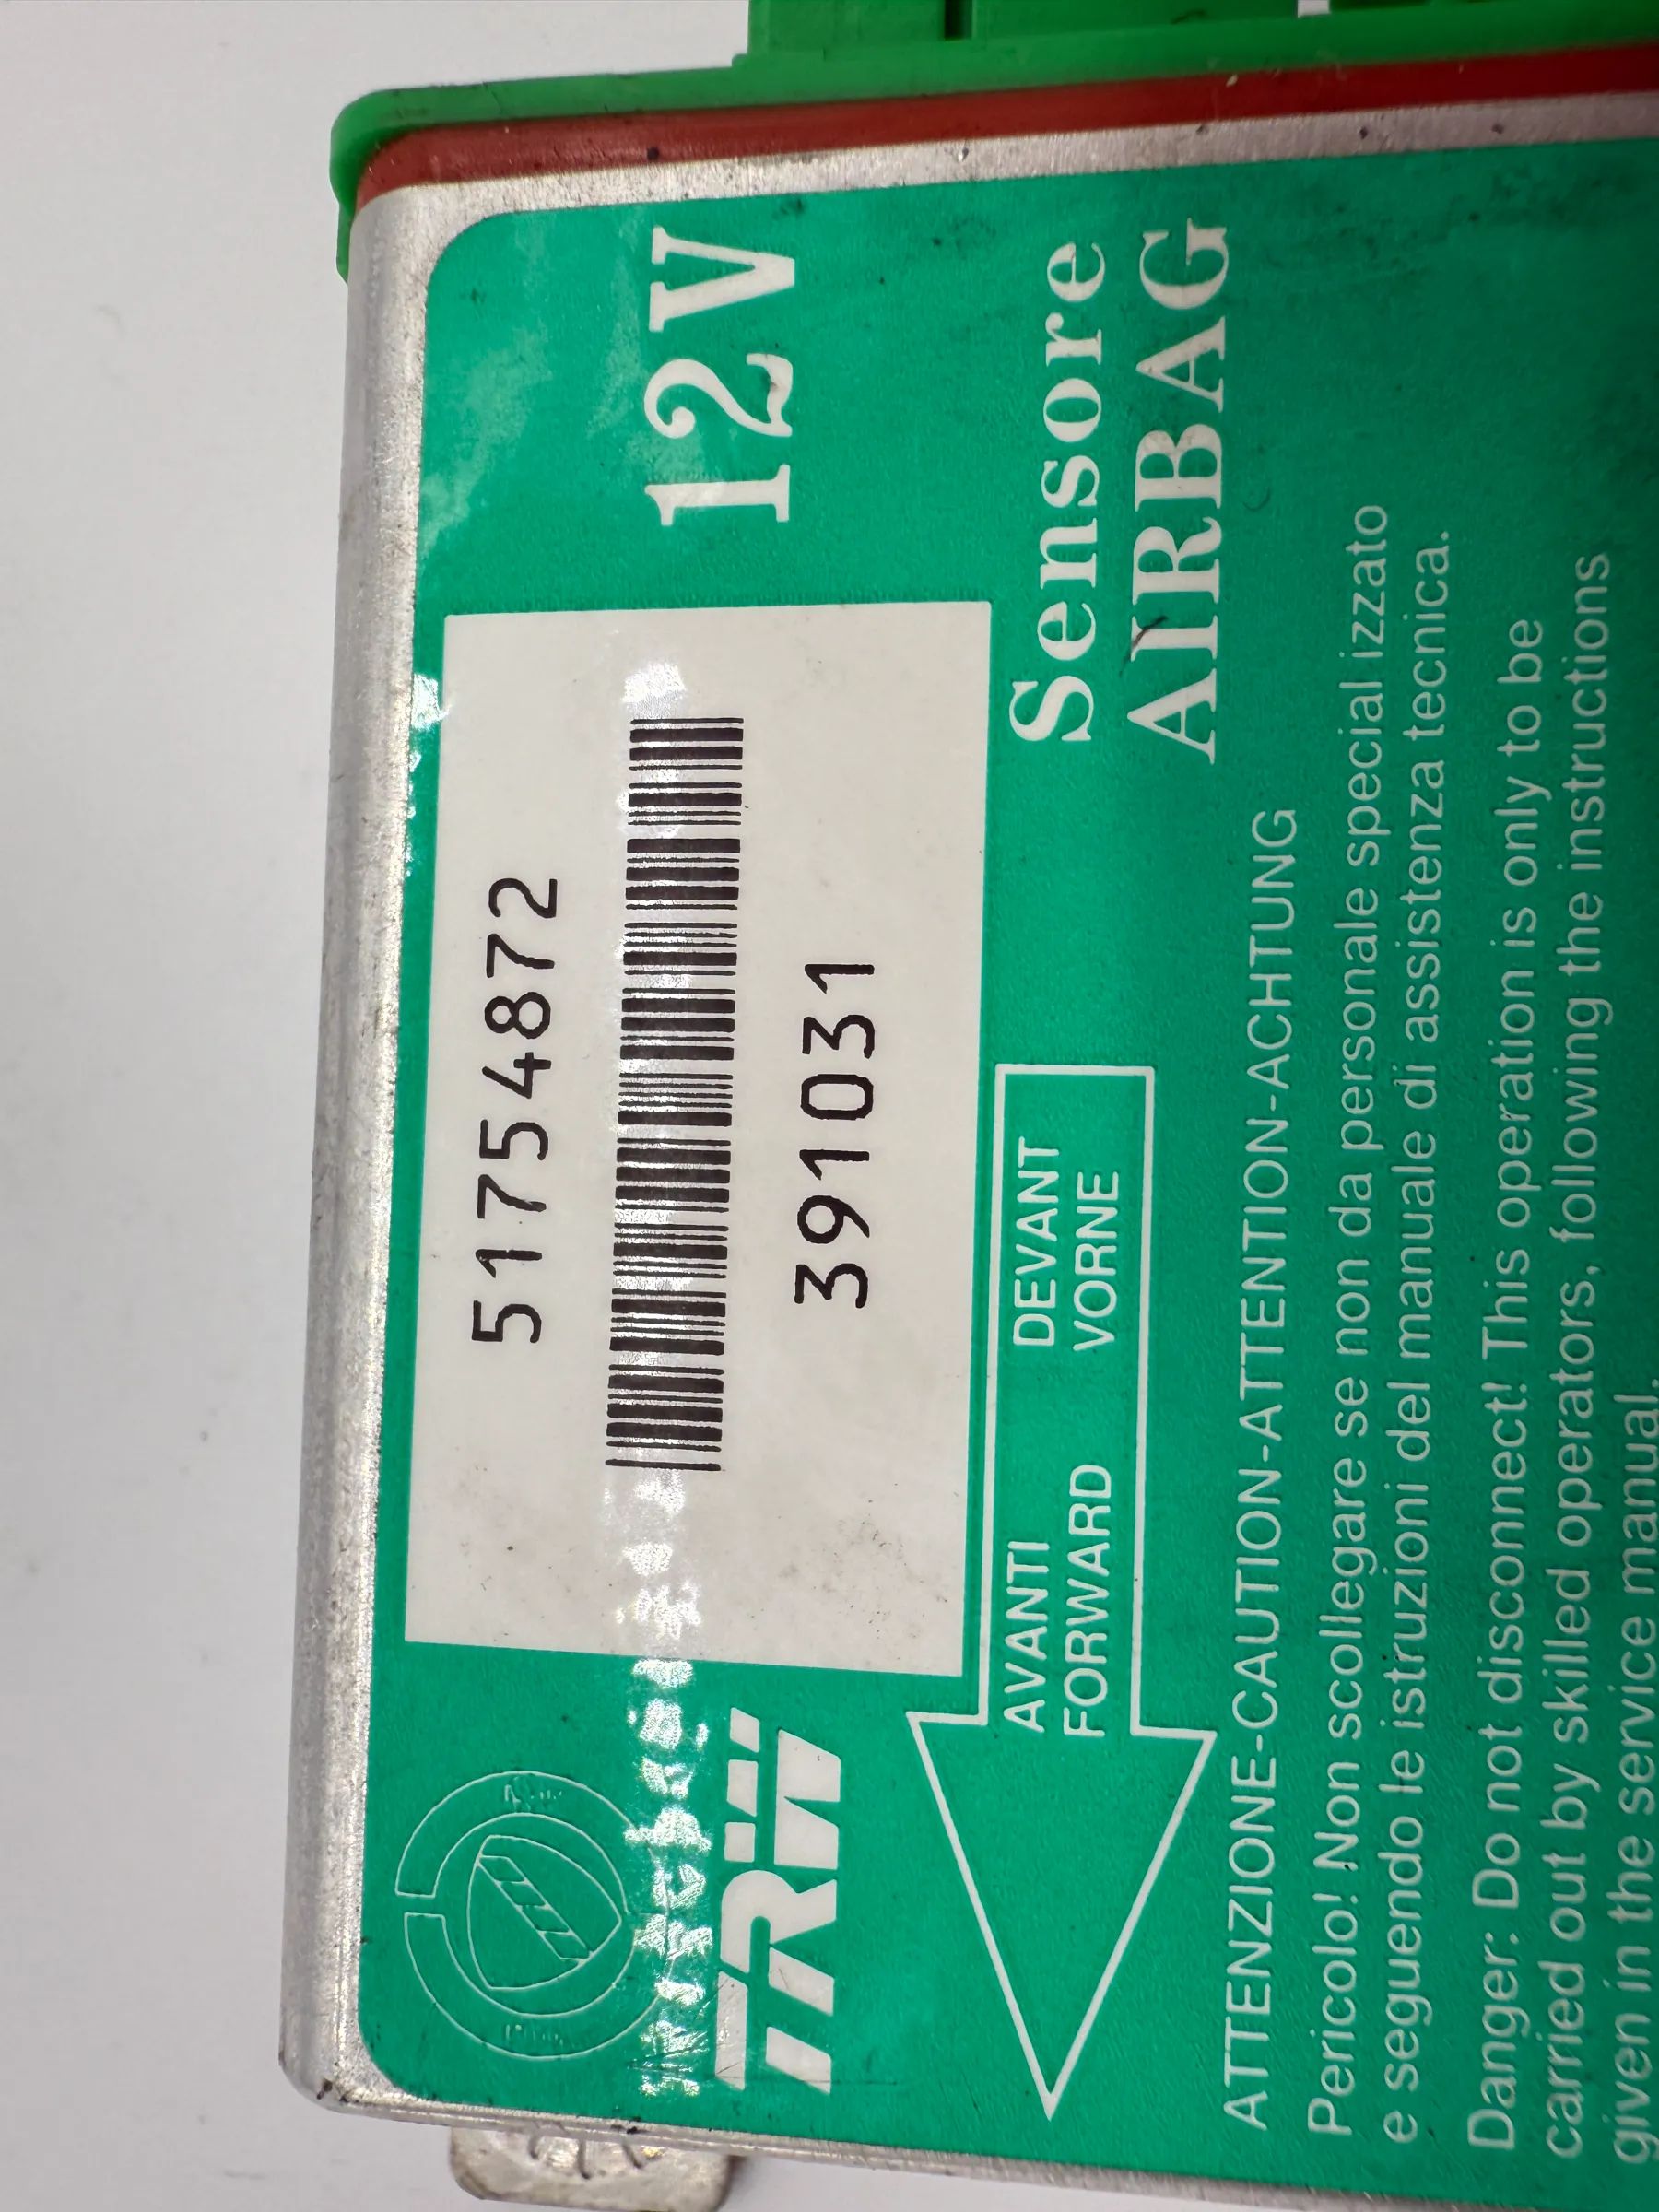 51754872
12V
TRW
391031
Sensore
AIRBAG
AVANTI DEVANT
FORWARD VORNE
ATTENZIONE-CAUTION-ATTENTION-ACHTUNG
Pericolo! Non scollegare se non da personale specializzato
e seguendo le istruzioni del manuale di assistenza tecnica.
Danger: Do not disconnect! This operation is only to be
carried out by skilled operators, following the instructions
given in the service manual.